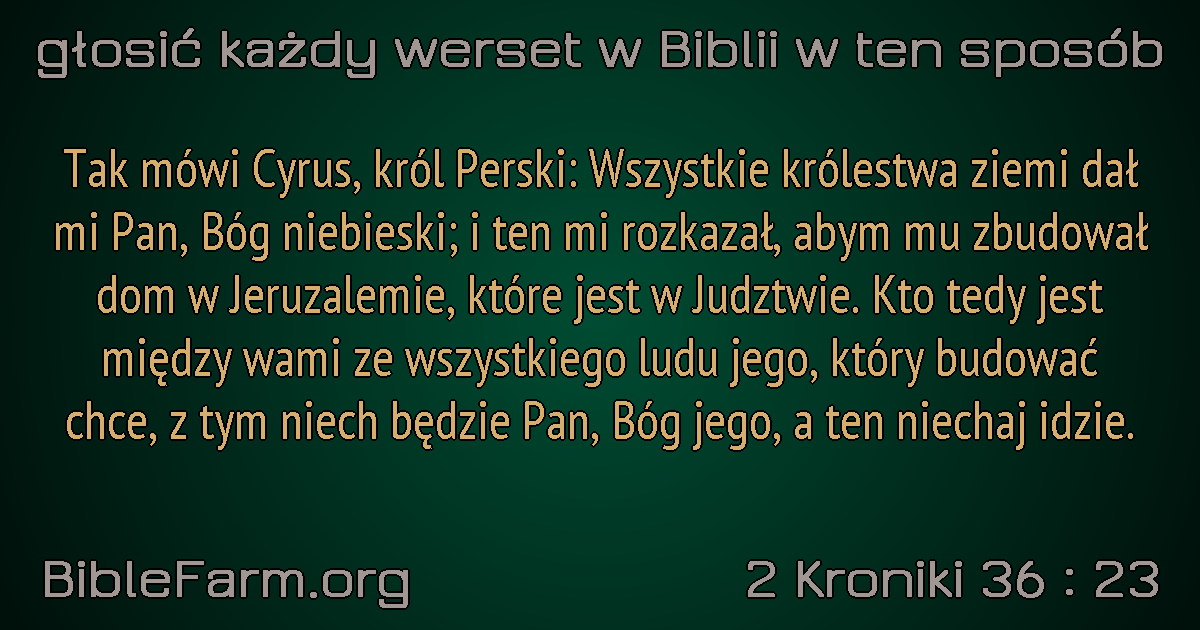 głosić każdy werset w Biblii w ten sposób
Tak mówi Cyrus, król Perski: Wszystkie królestwa ziemi dał
mi Pan, Bóg niebieski; i ten mi rozkazał, abym mu zbudował
dom w Jeruzalemie, które jest w Judztwie. Kto tedy jest
między wami ze wszystkiego ludu jego, który budować
chce, z tym niech będzie Pan, Bóg jego, a ten niechaj idzie.
BibleFarm.org
2 Kroniki 36 : 23